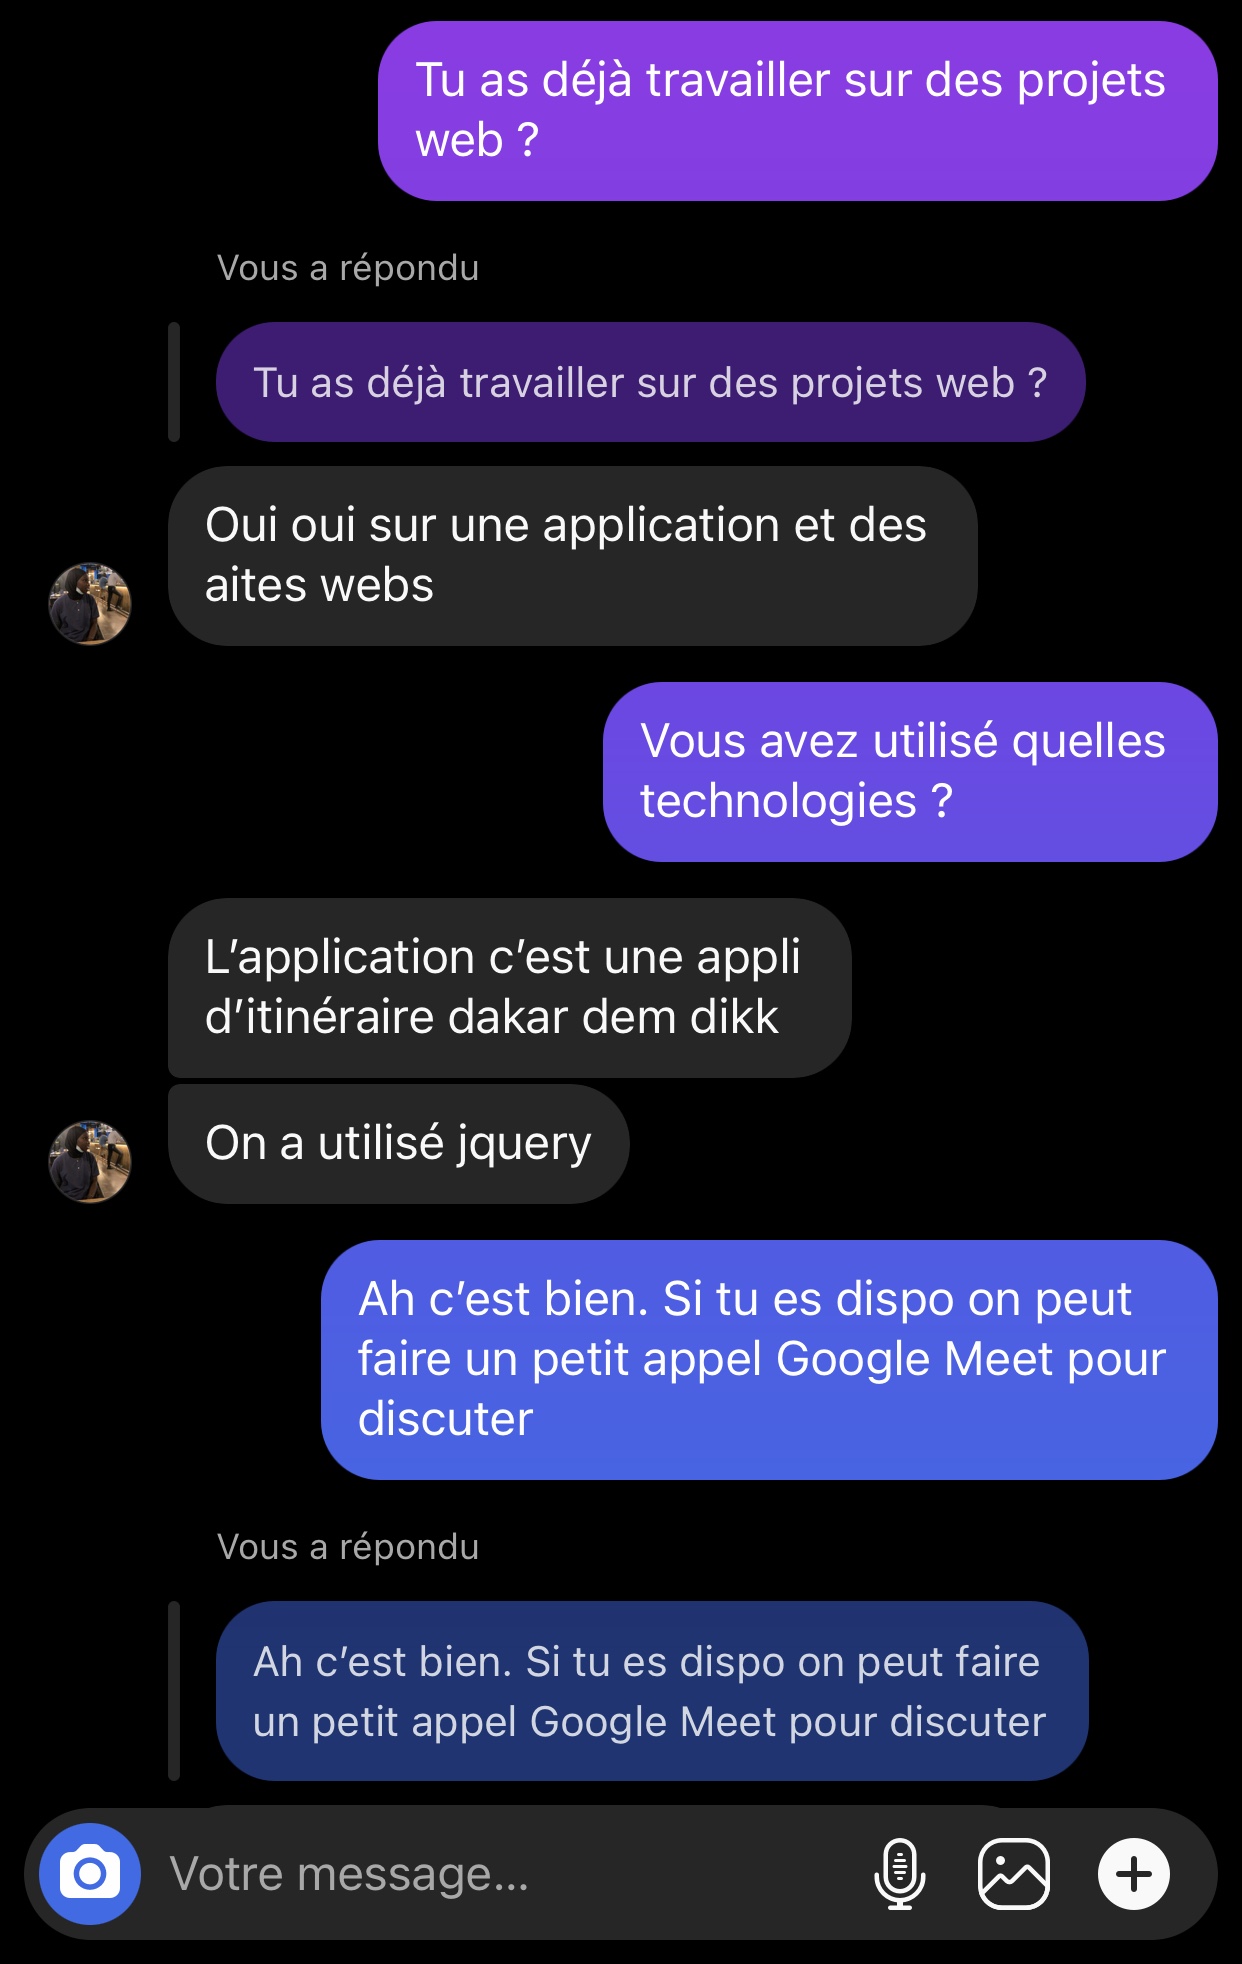 Tu as déjà travailler sur des projets
web ?
Vous a répondu
Tu as déjà travailler sur des projets web ?
Oui oui sur une application et des
aites webs
Vous avez utilisé quelles
technologies ?
L’application c’est une appli
d’itinéraire dakar dem dikk
On a utilisé jquery
Ah c’est bien. Si tu es dispo on peut
faire un petit appel Google Meet pour
discuter
Vous a répondu
Ah c’est bien. Si tu es dispo on peut faire
un petit appel Google Meet pour discuter
Votre message...